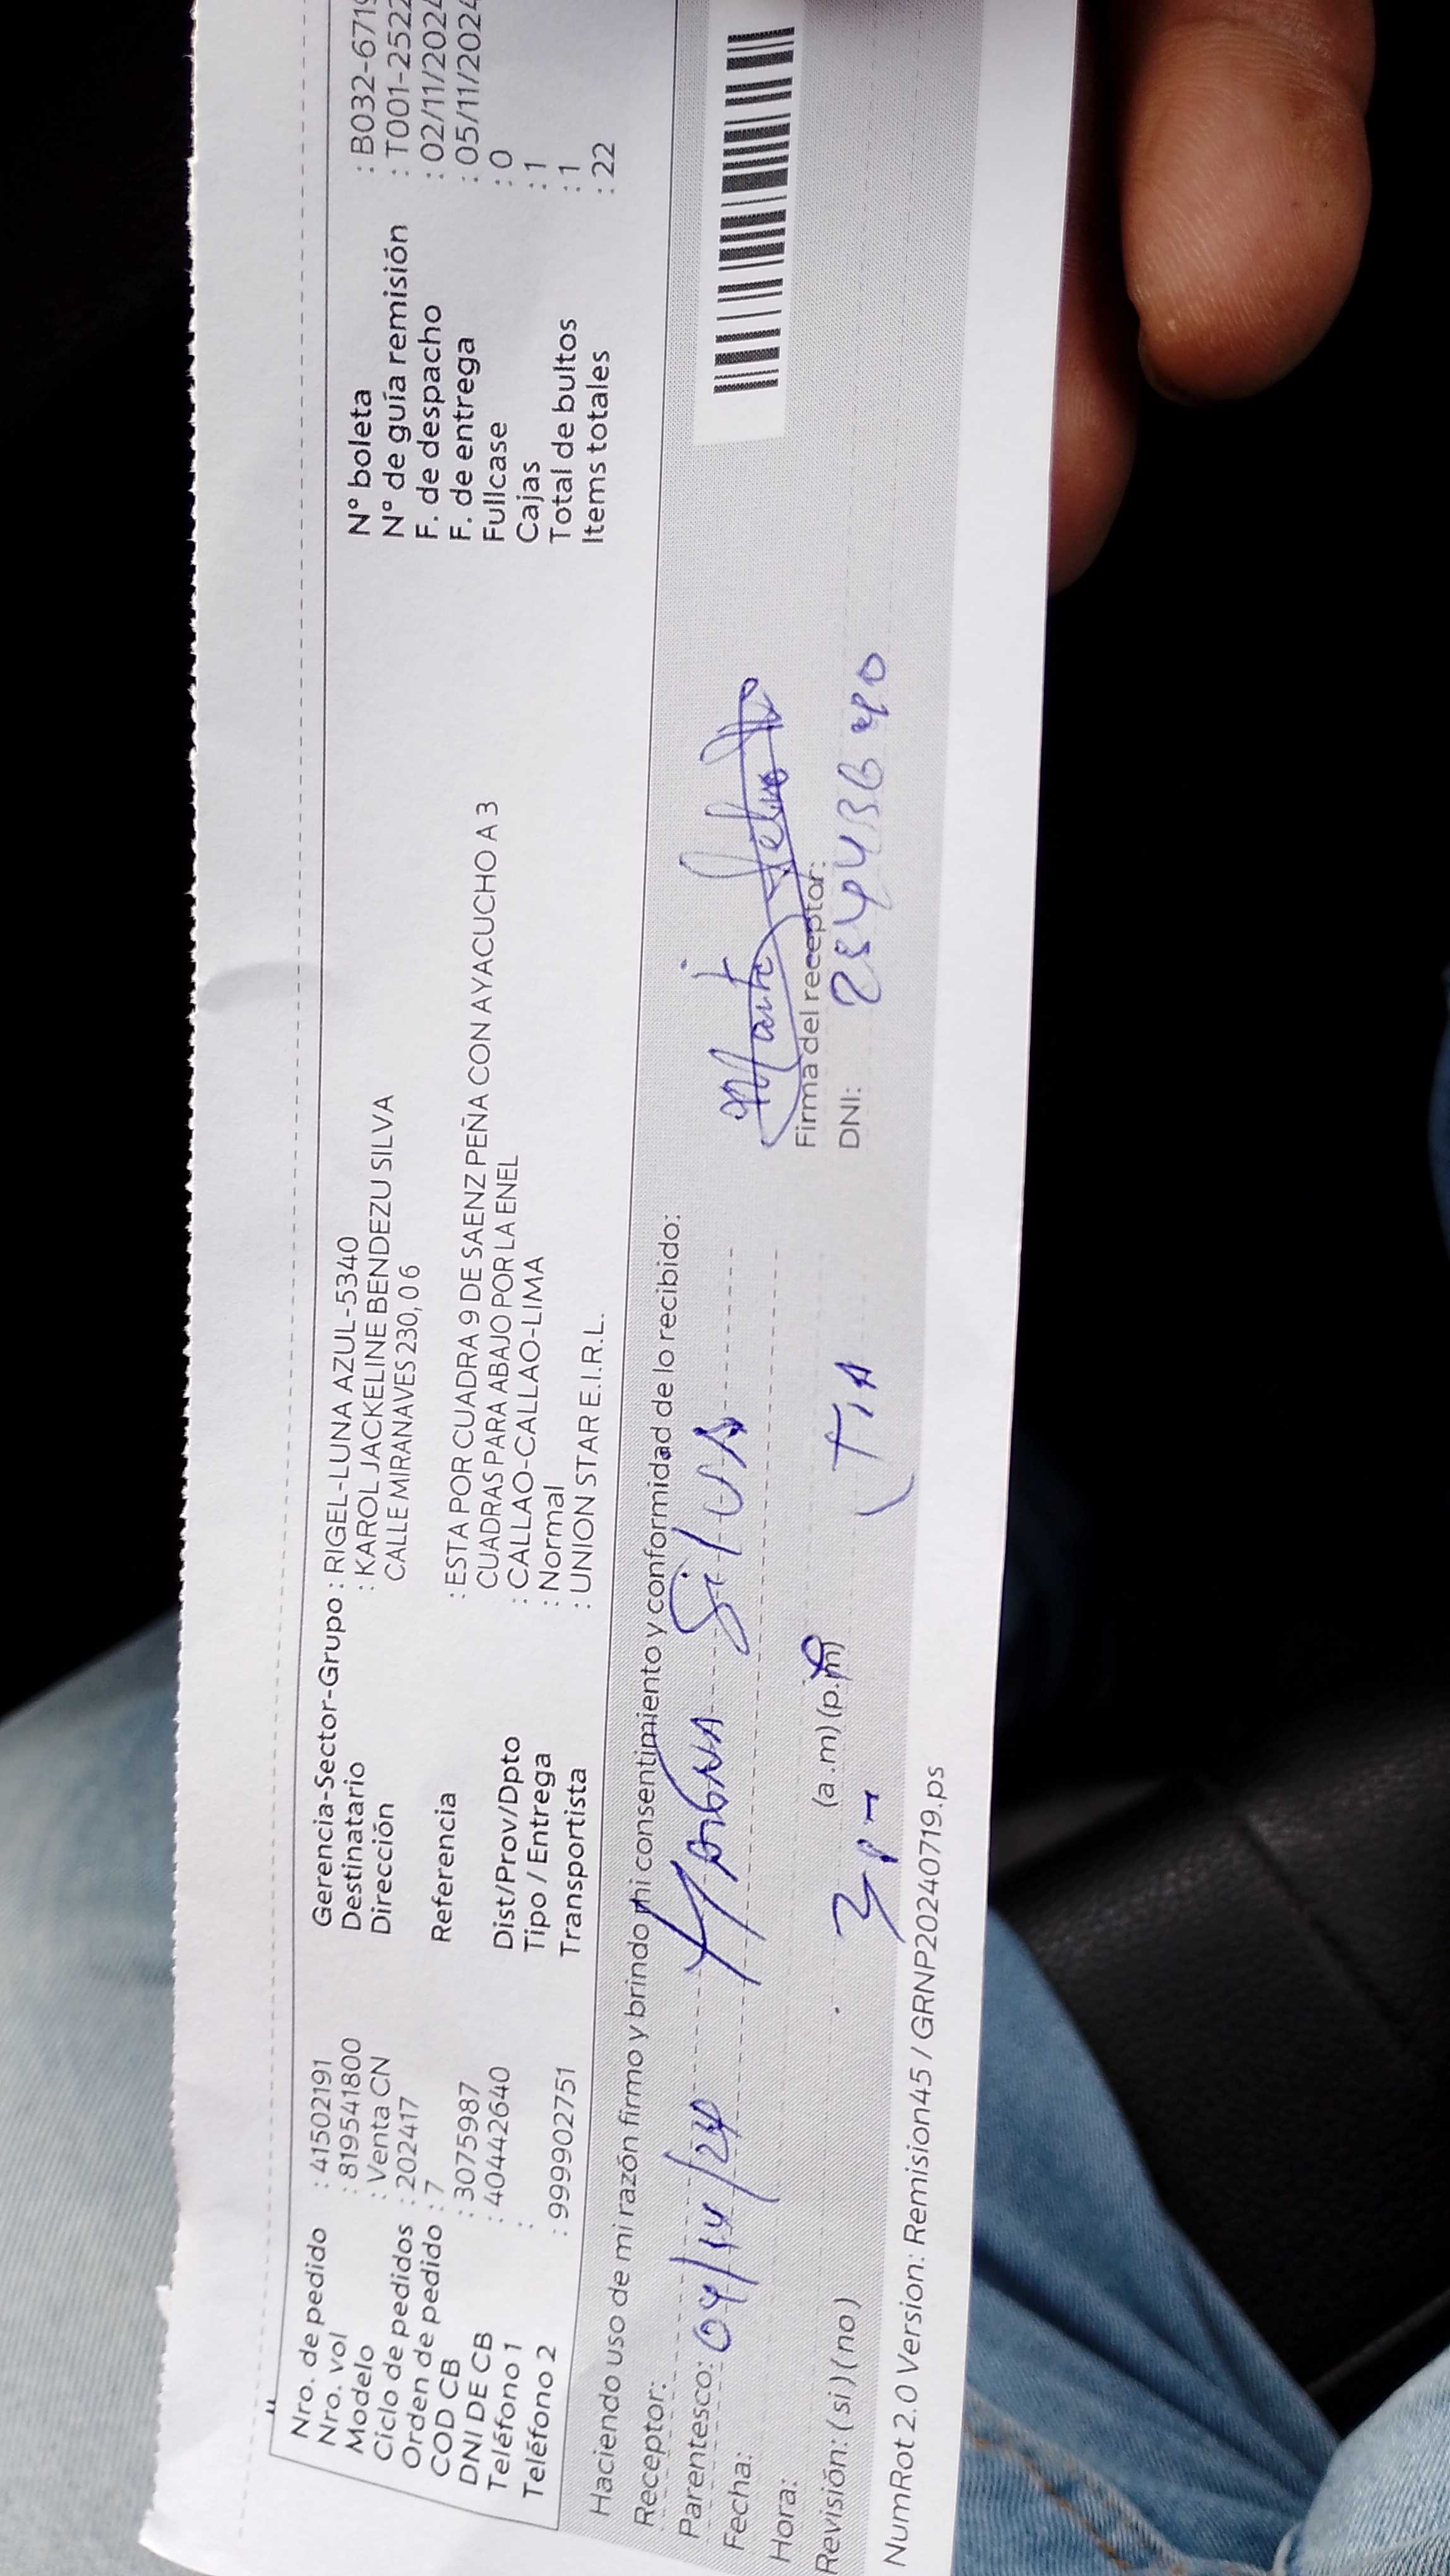 Nro. de pedido : 41502191
Nro. vol : 819541800
Modelo : Venta CN
Ciclo de pedidos : 202417
Orden de pedido : 7
COD CB : 3075987
DNI DE CB : 40442640
Teléfono 1 :
Teléfono 2 : 999902751
Gerencia-Sector-Grupo : RIGEL-LUNA AZUL-5340
Destinatario : KAROL JACKELINE BENDEZU SILVA
Dirección CALLE MIRANAVES 230, 0 6
Referencia : ESTA POR CUADRA 9 DE SAENZ PEÑA CON AYACUCHO A 3
CUADRAS PARA ABAJO POR LA ENEL
Dist/Prov/Dpto : CALLAO-CALLAO-LIMA
Tipo / Entrega : Normal
Transportista : UNION STAR E.I.R.L.
N° boleta : B032-6719
N° de guía remisión : T001-2522
F. de despacho : 02/11/2024
F. de entrega : 05/11/2024
Fullcase : 0
Cajas : 1
Total de bultos : 1
Items totales : 22
Haciendo uso de mi razón firmo y brindo mi consentimiento y conformidad de lo recibido:
Receptor: SilVA
Parentesco: (TIA
Fecha:
Hora: (a .m) (p.m)
Revisión: ( si ) ( no )
Firma del receptor:
DNI:
NumRot 2.0 Version: Remision45 / GRNP20240719.ps